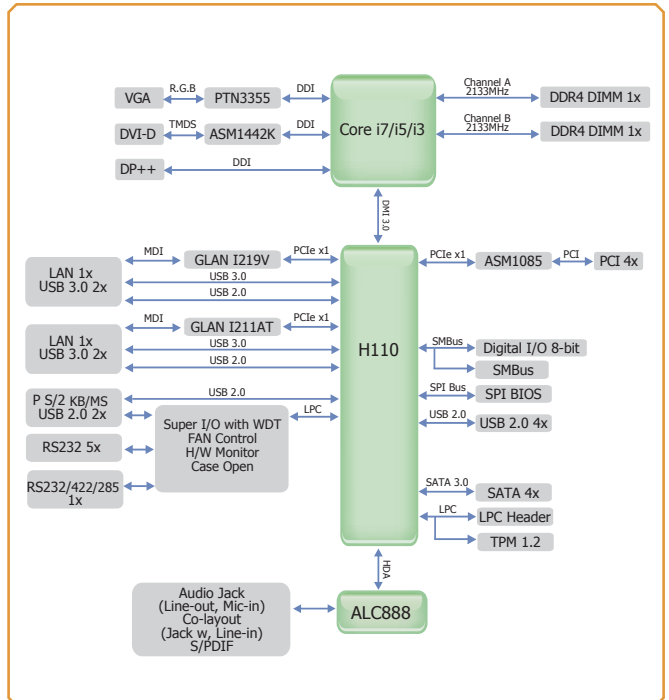 VGA
R.G.B
PTN3355
DDI
DVI-D
TMDS
ASM1442K
DDI
DP++
DDI
Core i7/i5/i3
Channel A
2133MHz
DDR4 DIMM 1x
Channel B
2133MHz
DDR4 DIMM 1x
DMI 3.0
LAN 1x
USB 3.0 2x
MDI
GLAN I219V
PCIe x1
USB 3.0
USB 2.0
LAN 1x
USB 3.0 2x
MDI
GLAN I211AT
PCIe x1
USB 3.0
USB 2.0
H110
PCIe x1
ASM1085
PCI
PCI 4x
SMBus
Digital I/O 8-bit
SMBus
SPI Bus
SPI BIOS
USB 2.0
USB 2.0 4x
P S/2 KB/MS
USB 2.0 2x
USB 2.0
Super I/O with WDT
FAN Control
H/W Monitor
Case Open
LPC
RS232 5x
RS232/422/285
1x
SATA 3.0
SATA 4x
LPC
LPC Header
TPM 1.2
HDA
Audio Jack
(Line-out, Mic-in)
Co-layout
(Jack w, Line-in)
S/PDIF
ALC888